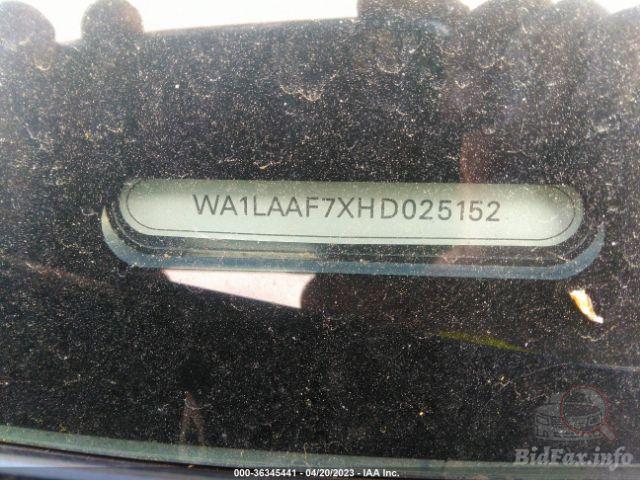 WA1LAAF7XHD025152
BidFax.info
000-36345441 - 04/20/2023 - IAA Inc.